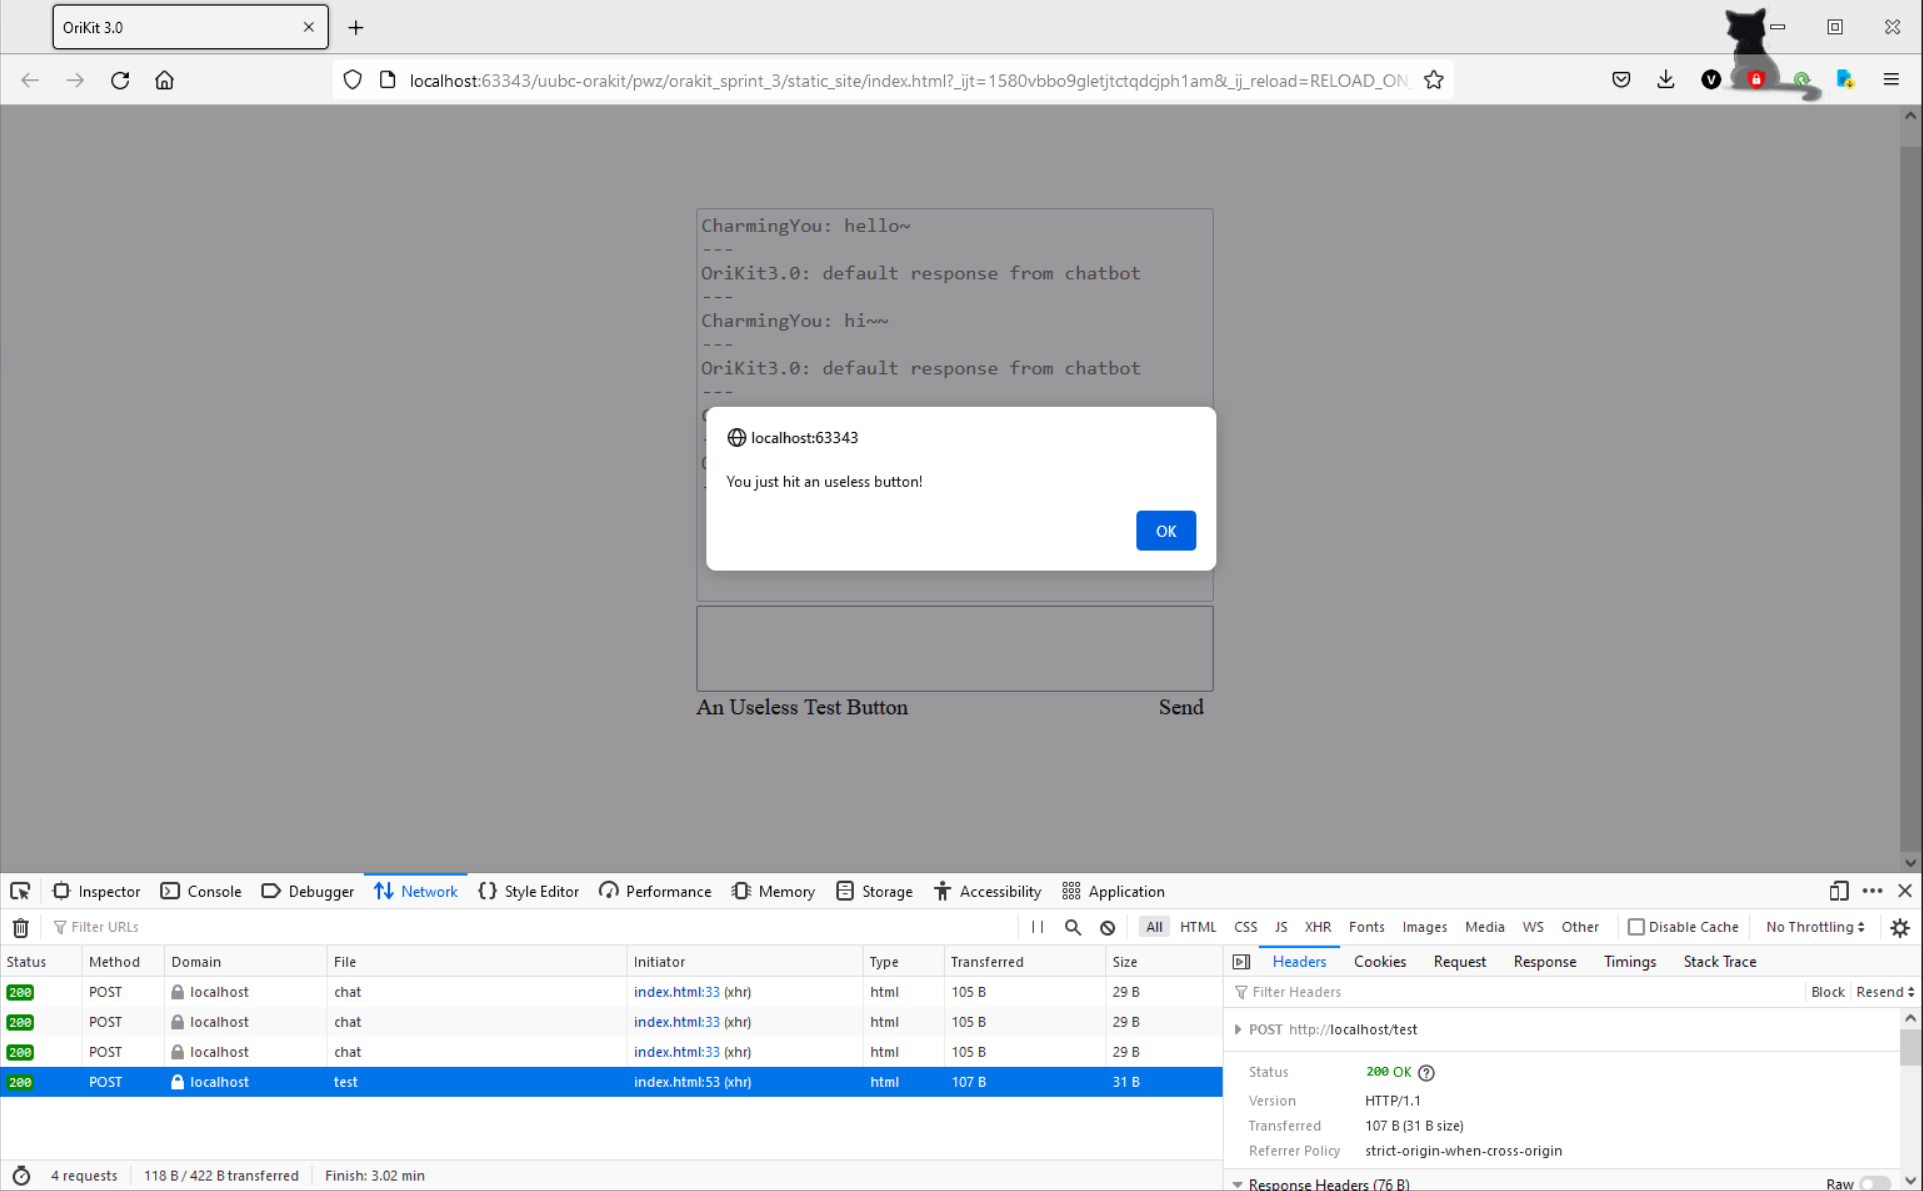 OriKit 3.0
localhost:63343/uubc-orakit/pwz/orakit_sprint_3/static_site/index.html?_ijt=1580vbbo9gletjtctqdcjph1am&_ij_reload=RELOAD_ON_
V
CharmingYou: hello~
---
OriKit3.0: default response from chatbot
---
CharmingYou: hi~~
---
OriKit3.0: default response from chatbot
---
localhost:63343
You just hit an useless button!
OK
An Useless Test Button Send
Inspector Console Debugger Network Style Editor Performance Memory Storage Accessibility Application
Filter URLs All HTML CSS JS XHR Fonts Images Media WS Other Disable Cache No Throttling
Status Method Domain File Initiator Type Transferred Size
200 POST localhost chat index.html:33 (xhr) html 105 B 29 B
200 POST localhost chat index.html:33 (xhr) html 105 B 29 B
200 POST localhost chat index.html:33 (xhr) html 105 B 29 B
200 POST localhost test index.html:53 (xhr) html 107 B 31 B
4 requests 118 B / 422 B transferred Finish: 3.02 min
Headers Cookies Request Response Timings Stack Trace
Filter Headers Block Resend
POST http://localhost/test
Status 200 OK
Version HTTP/1.1
Transferred 107 B (31 B size)
Referrer Policy strict-origin-when-cross-origin
Response Headers (76 B) Raw